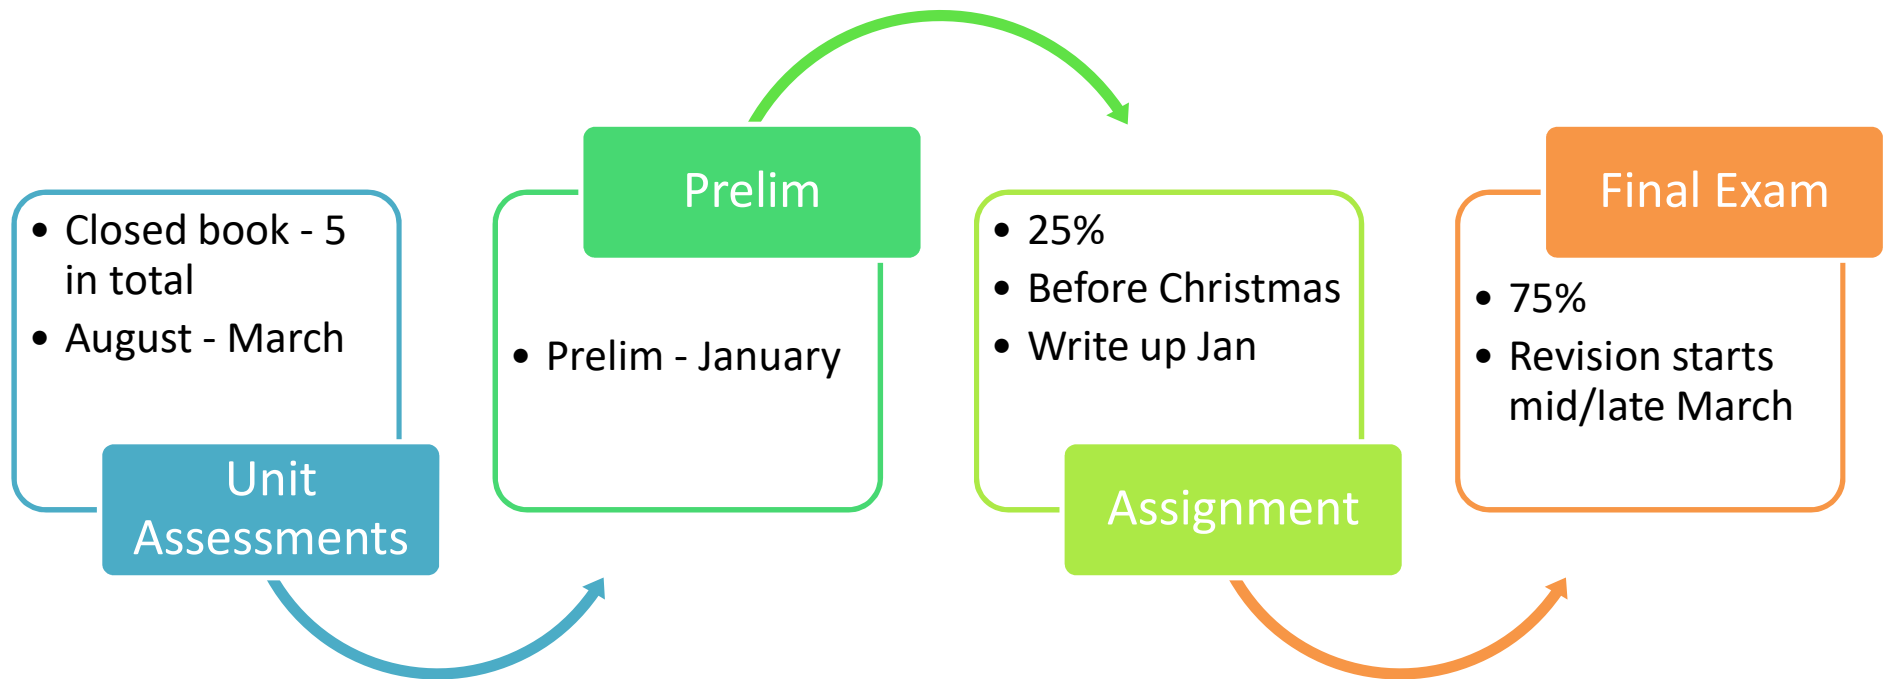 • Closed book - 5
in total
• August - March
Unit
Assessments
Prelim
• Prelim - January
• 25%
• Before Christmas
• Write up Jan
Assignment
Final Exam
• 75%
• Revision starts
mid/late March